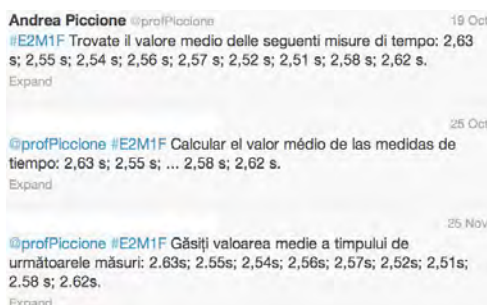 Andrea Piccione @profPiccione 19 Oct
#E2M1F Trovate il valore medio delle seguenti misure di tempo: 2,63
s; 2,55 s; 2,54 s; 2,56 s; 2,57 s; 2,52 s; 2,51 s; 2,58 s; 2,62 s.
Expand
25 Oct
@profPiccione #E2M1F Calcular el valor médio de las medidas de
tiempo: 2,63 s; 2,55 s; ... 2,58 s; 2,62 s.
Expand
25 Nov
@profPiccione #E2M1F Găsiți valoarea medie a timpului de
următoarele măsuri: 2.63s; 2.55s; 2,54s; 2,56s; 2,57s; 2,52s; 2,51s;
2.58 s; 2.62s.
Expand